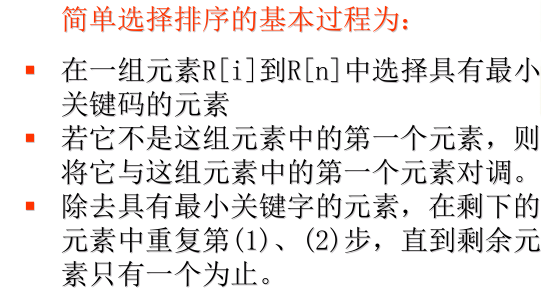 简单选择排序的基本过程为:
在一组元素R[i]到R[n]中选择具有最小
关键码的元素
若它不是这组元素中的第一个元素，则
将它与这组元素中的第一个元素对调。
除去具有最小关键字的元素，在剩下的
元素中重复第(1)、(2)步，直到剩余元
素只有一个为止。